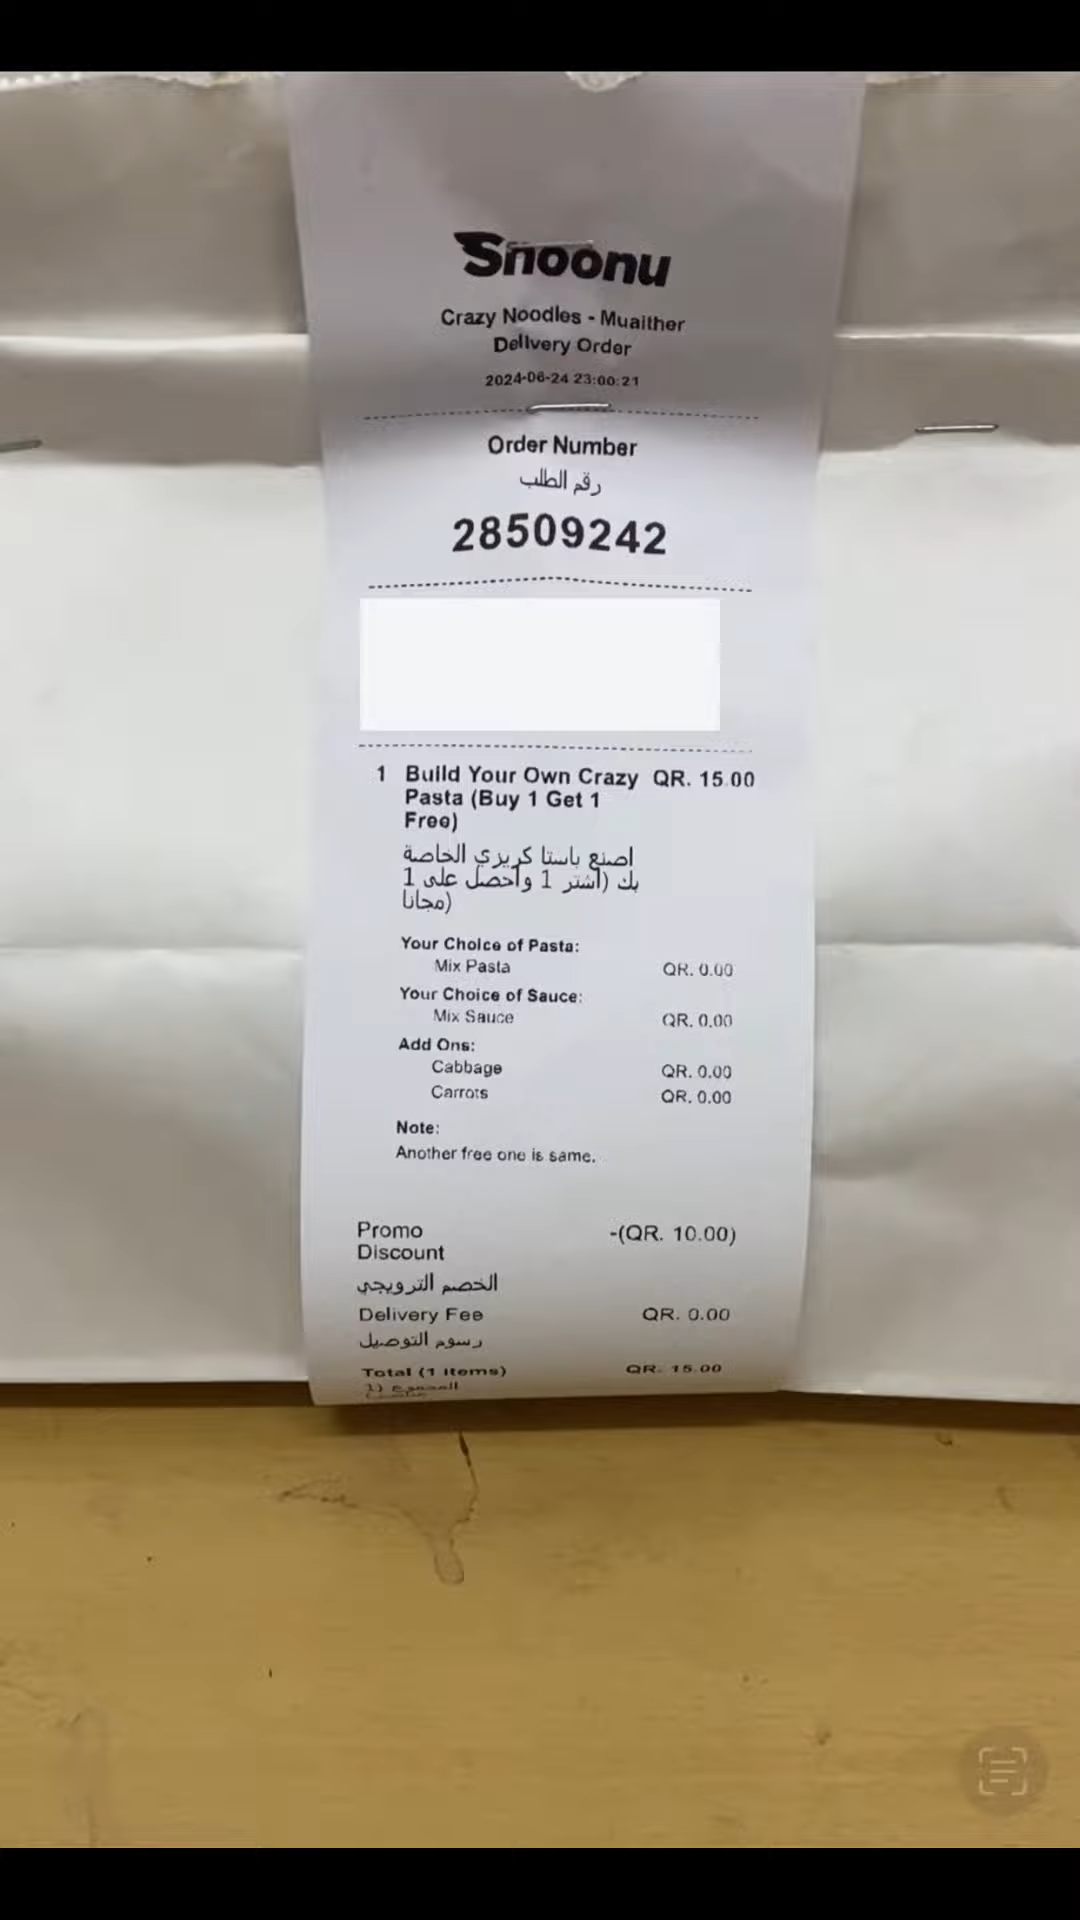 Snoonu
Crazy Noodles - Muaither
Delivery Order
2024-06-24 23:00:21
Order Number
رقم الطلب
28509242
1 Build Your Own Crazy QR. 15.00
Pasta (Buy 1 Get 1
Free)
اصنع باستا كريزي الخاصة
بك (اشتر 1 واحصل على 1
مجانا)
Your Choice of Pasta:
Mix Pasta QR. 0.00
Your Choice of Sauce:
Mix Sauce QR. 0.00
Add Ons:
Cabbage QR. 0.00
Carrots QR. 0.00
Note:
Another free one is same.
Promo -(QR. 10.00)
Discount
الخصم الترويجي
Delivery Fee QR. 0.00
رسوم التوصيل
Total (1 Items) QR. 15.00
المجموع (1